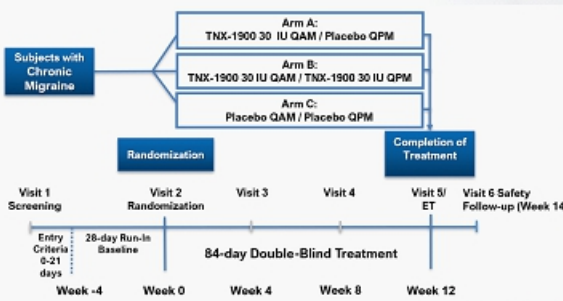 Arm A:
TNX-1900 30 IU QAM / Placebo QPM
Subjects with
Chronic
Migraine
Arm B:
TNX-1900 30 IU QAM / TNX-1900 30 IU QPM
Arm C:
Placebo QAM / Placebo QPM
Randomization
Completion of
Treatment
Visit 1
Screening
Visit 2
Randomization
Visit 3
Visit 4
Visit 5/
ET
Visit 6 Safety
Follow-up (Week 14
Entry
Criteria
0-21
days
28-day Run-In
Baseline
84-day Double-Blind Treatment
Week -4
Week 0
Week 4
Week 8
Week 12